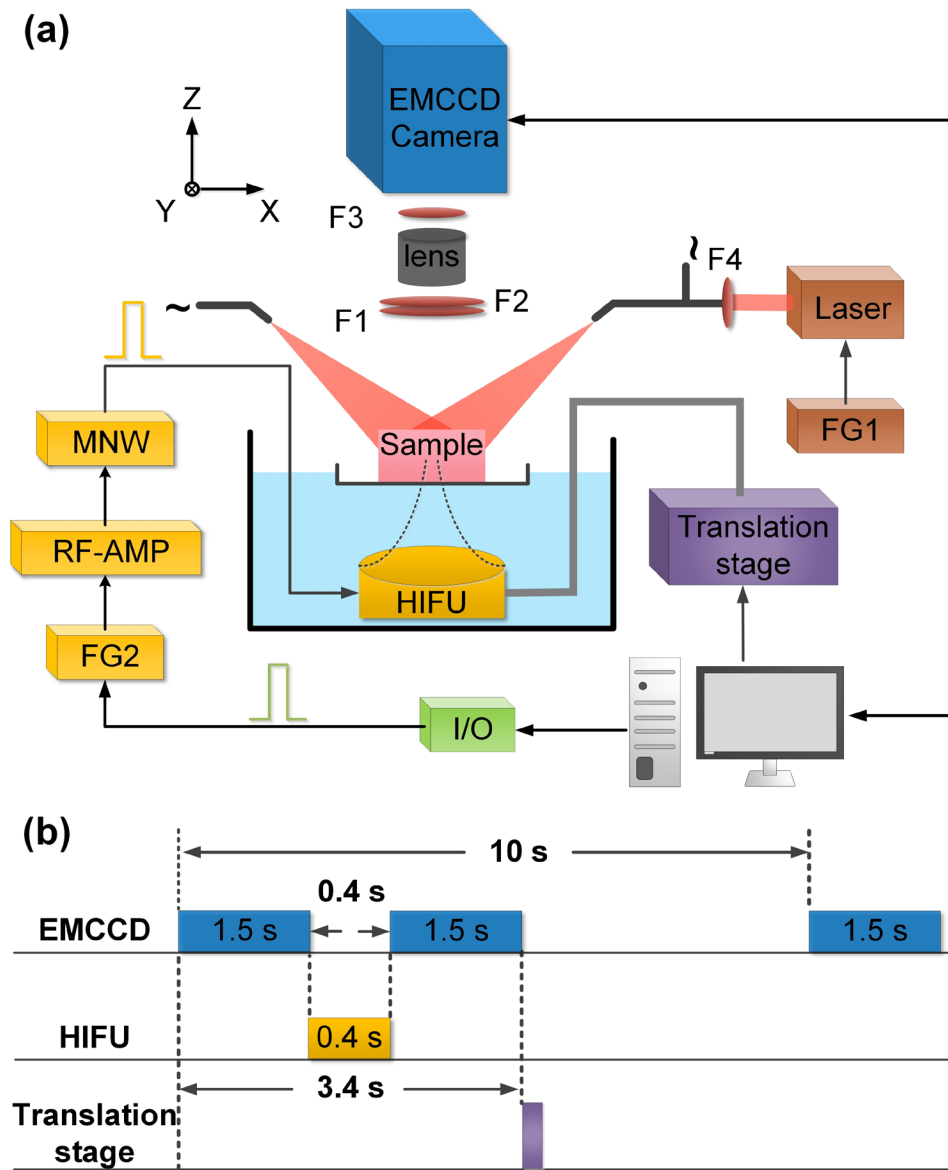 (a)
EMCCD
Camera
Z
Y
X
F3
lens
F1
F2
F4
Laser
~
~
FG1
MNW
Sample
Translation
stage
RF-AMP
HIFU
FG2
I/O
(b)
10 s
0.4 s
EMCCD
1.5 s
1.5 s
1.5 s
HIFU
0.4 s
3.4 s
Translation
stage